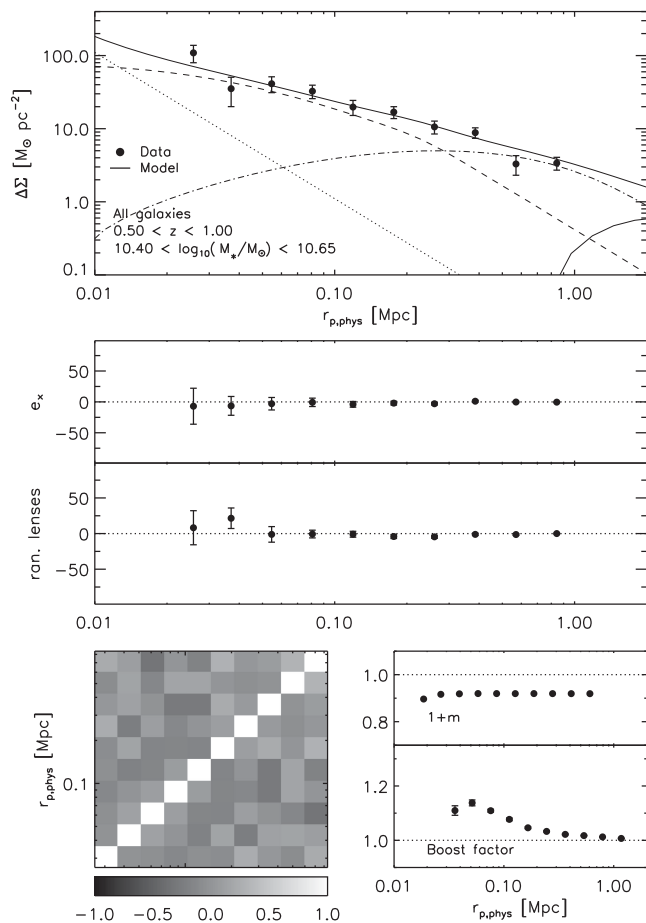 100.0
10.0
1.0
0.1
ΔΣ [M⊙ pc⁻²]
Data
Model
All galaxies
0.50 < z < 1.00
10.40 < log₁₀(M*/M⊙) < 10.65
0.01 0.10 1.00
r_p,phys [Mpc]
50
0
−50
e_x
50
0
−50
ran. lenses
0.01 0.10 1.00
r_p,phys [Mpc]
0.1
−1.0 −0.5 0.0 0.5 1.0
1.0
0.8
1+m
1.2
1.0
Boost factor
0.01 0.10 1.00
r_p,phys [Mpc]